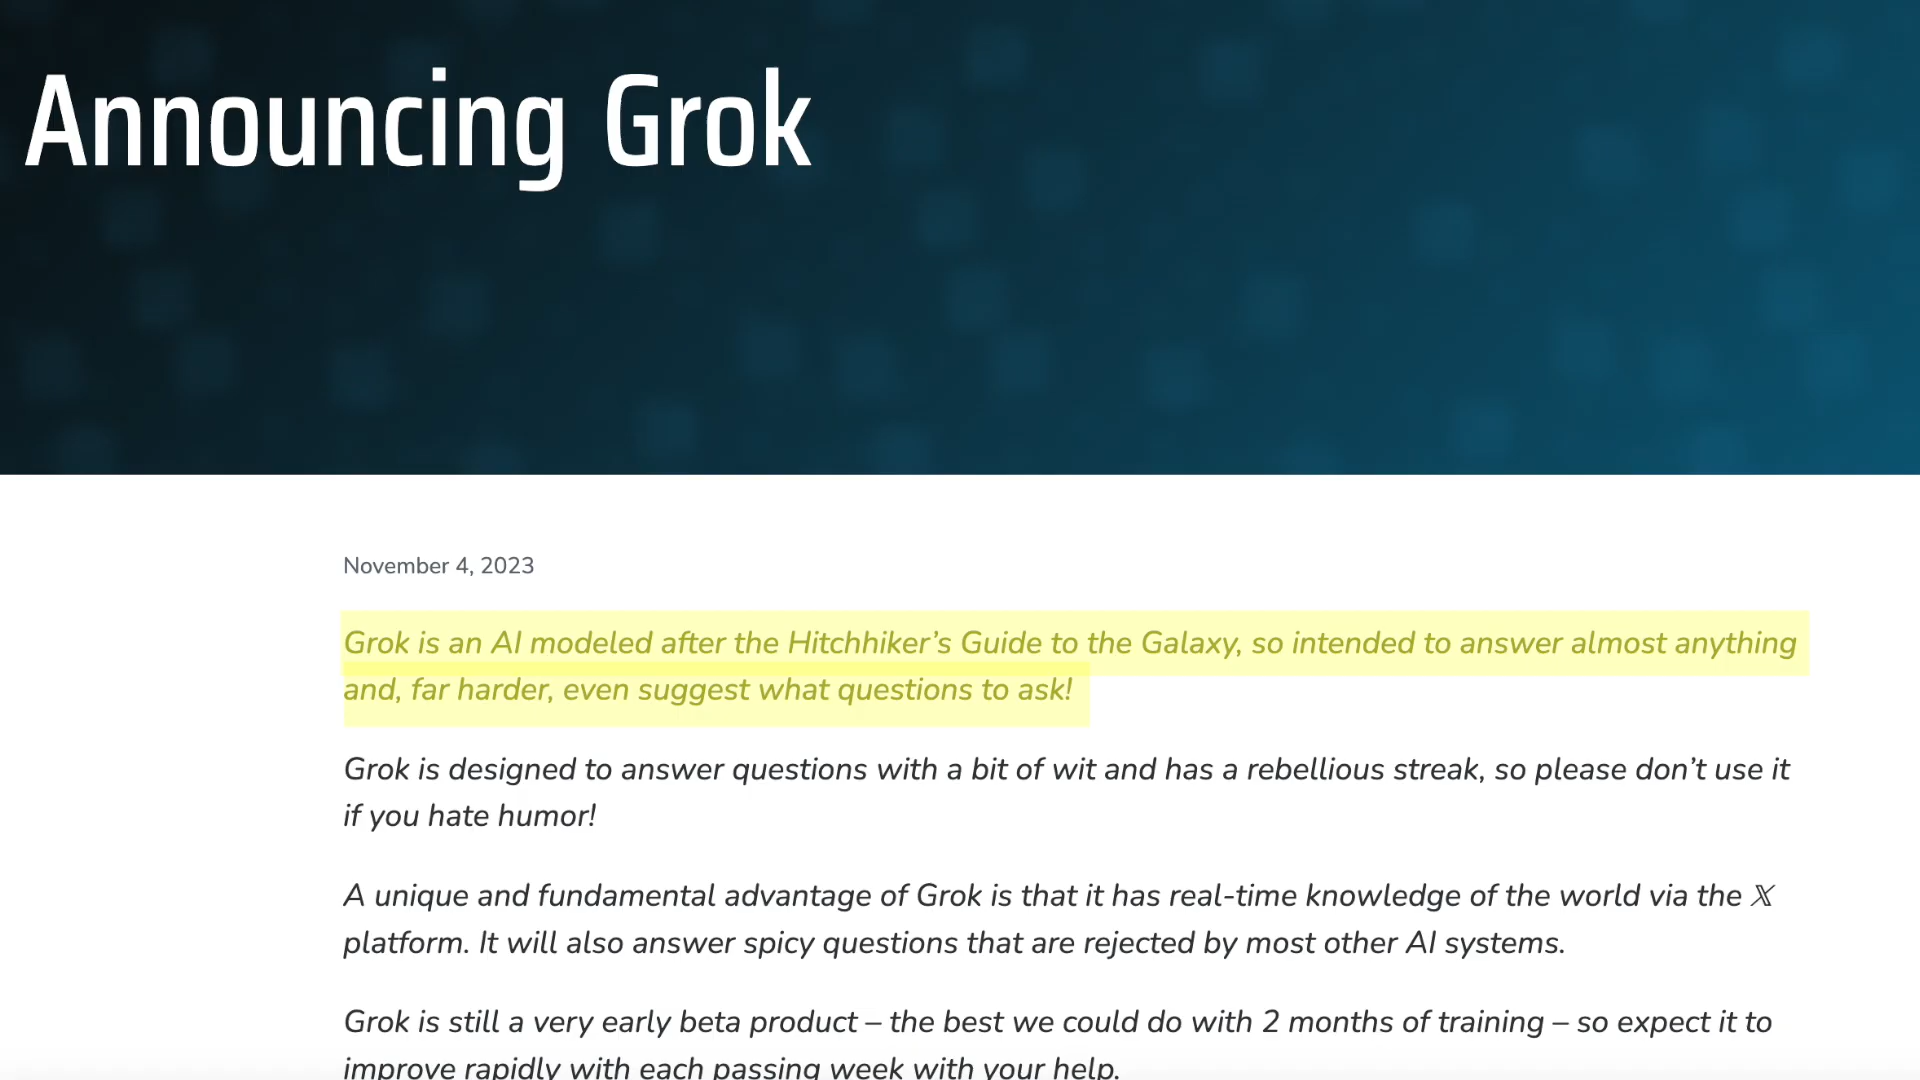 Announcing Grok
November 4, 2023
Grok is an AI modeled after the Hitchhiker’s Guide to the Galaxy, so intended to answer almost anything
and, far harder, even suggest what questions to ask!
Grok is designed to answer questions with a bit of wit and has a rebellious streak, so please don’t use it
if you hate humor!
A unique and fundamental advantage of Grok is that it has real-time knowledge of the world via the 𝕏
platform. It will also answer spicy questions that are rejected by most other AI systems.
Grok is still a very early beta product – the best we could do with 2 months of training – so expect it to
improve rapidly with each passing week with your help.